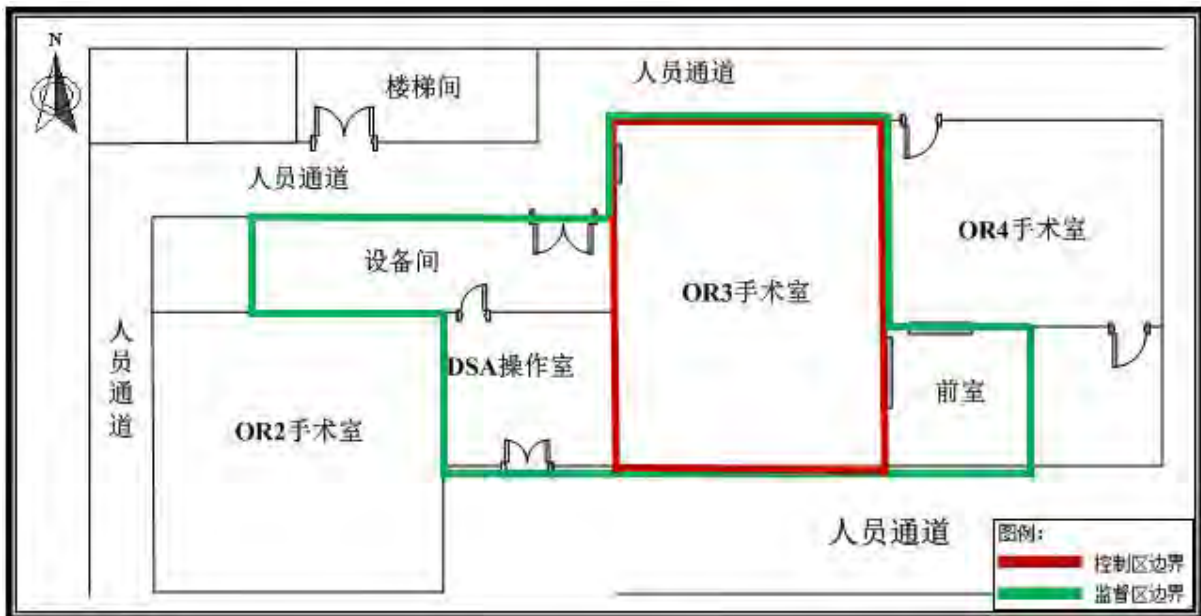 N
楼梯间
人员通道
人员通道
设备间
OR3手术室
OR4手术室
人员通道
DSA操作室
前室
OR2手术室
人员通道
图例：
控制区边界
监督区边界